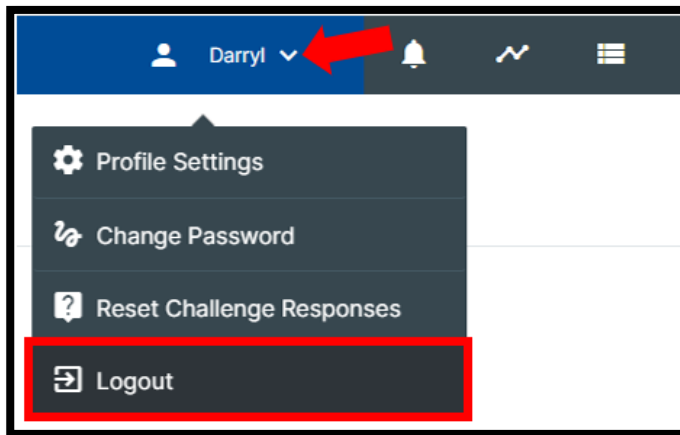 Darryl
Profile Settings
Change Password
Reset Challenge Responses
Logout